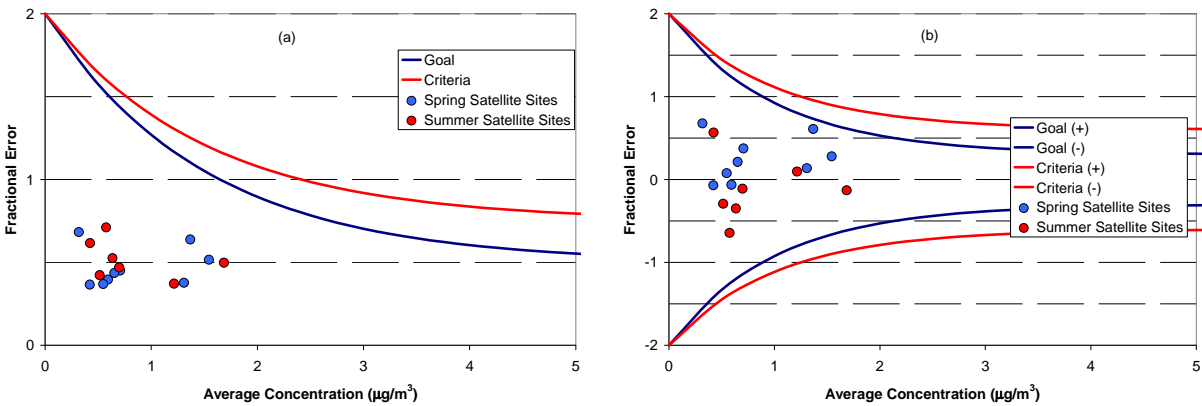 (a)
Goal
Criteria
Spring Satellite Sites
Summer Satellite Sites
Fractional Error
2
1
0
0 1 2 3 4 5
Average Concentration (µg/m³)
(b)
Goal (+)
Goal (-)
Criteria (+)
Criteria (-)
Spring Satellite Sites
Summer Satellite Sites
Fractional Error
2
1
0
-1
-2
0 1 2 3 4 5
Average Concentration (µg/m³)